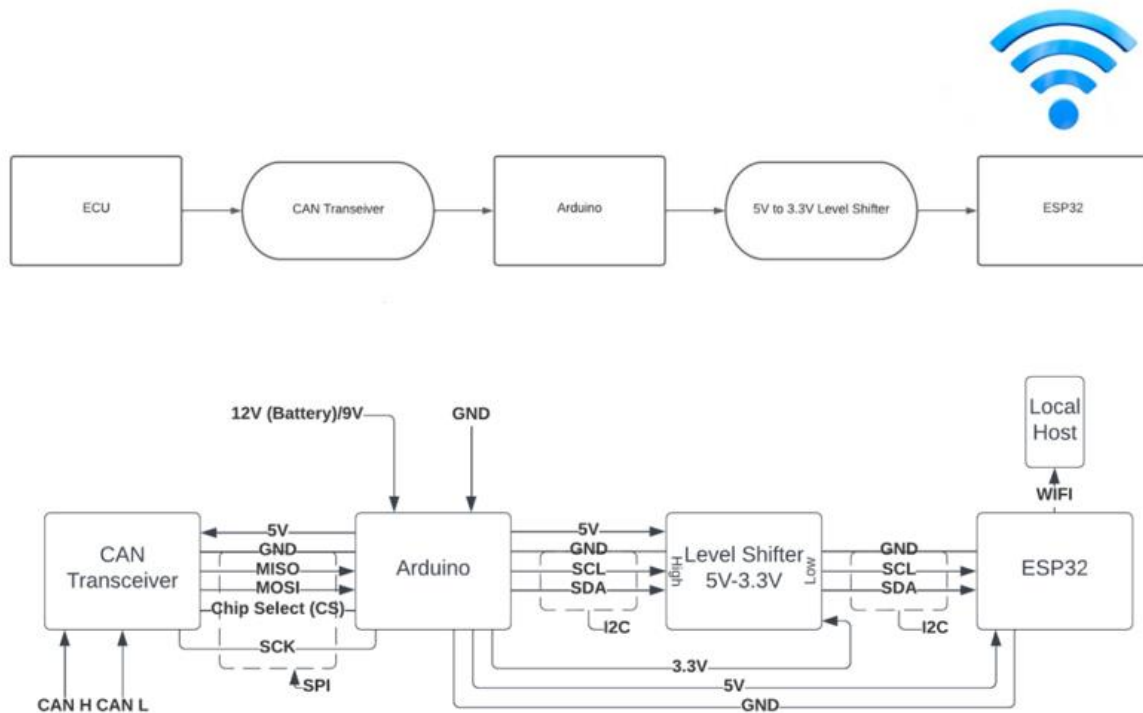 ECU
CAN Transeiver
Arduino
5V to 3.3V Level Shifter
ESP32
Local
Host
12V (Battery)/9V
GND
WIFI
CAN
Transceiver
5V
GND
MISO
MOSI
Chip Select (CS)
SCK
SPI
CAN H
CAN L
Arduino
5V
GND
SCL
SDA
I2C
High
Level Shifter
5V-3.3V
Low
GND
SCL
SDA
I2C
ESP32
3.3V
5V
GND